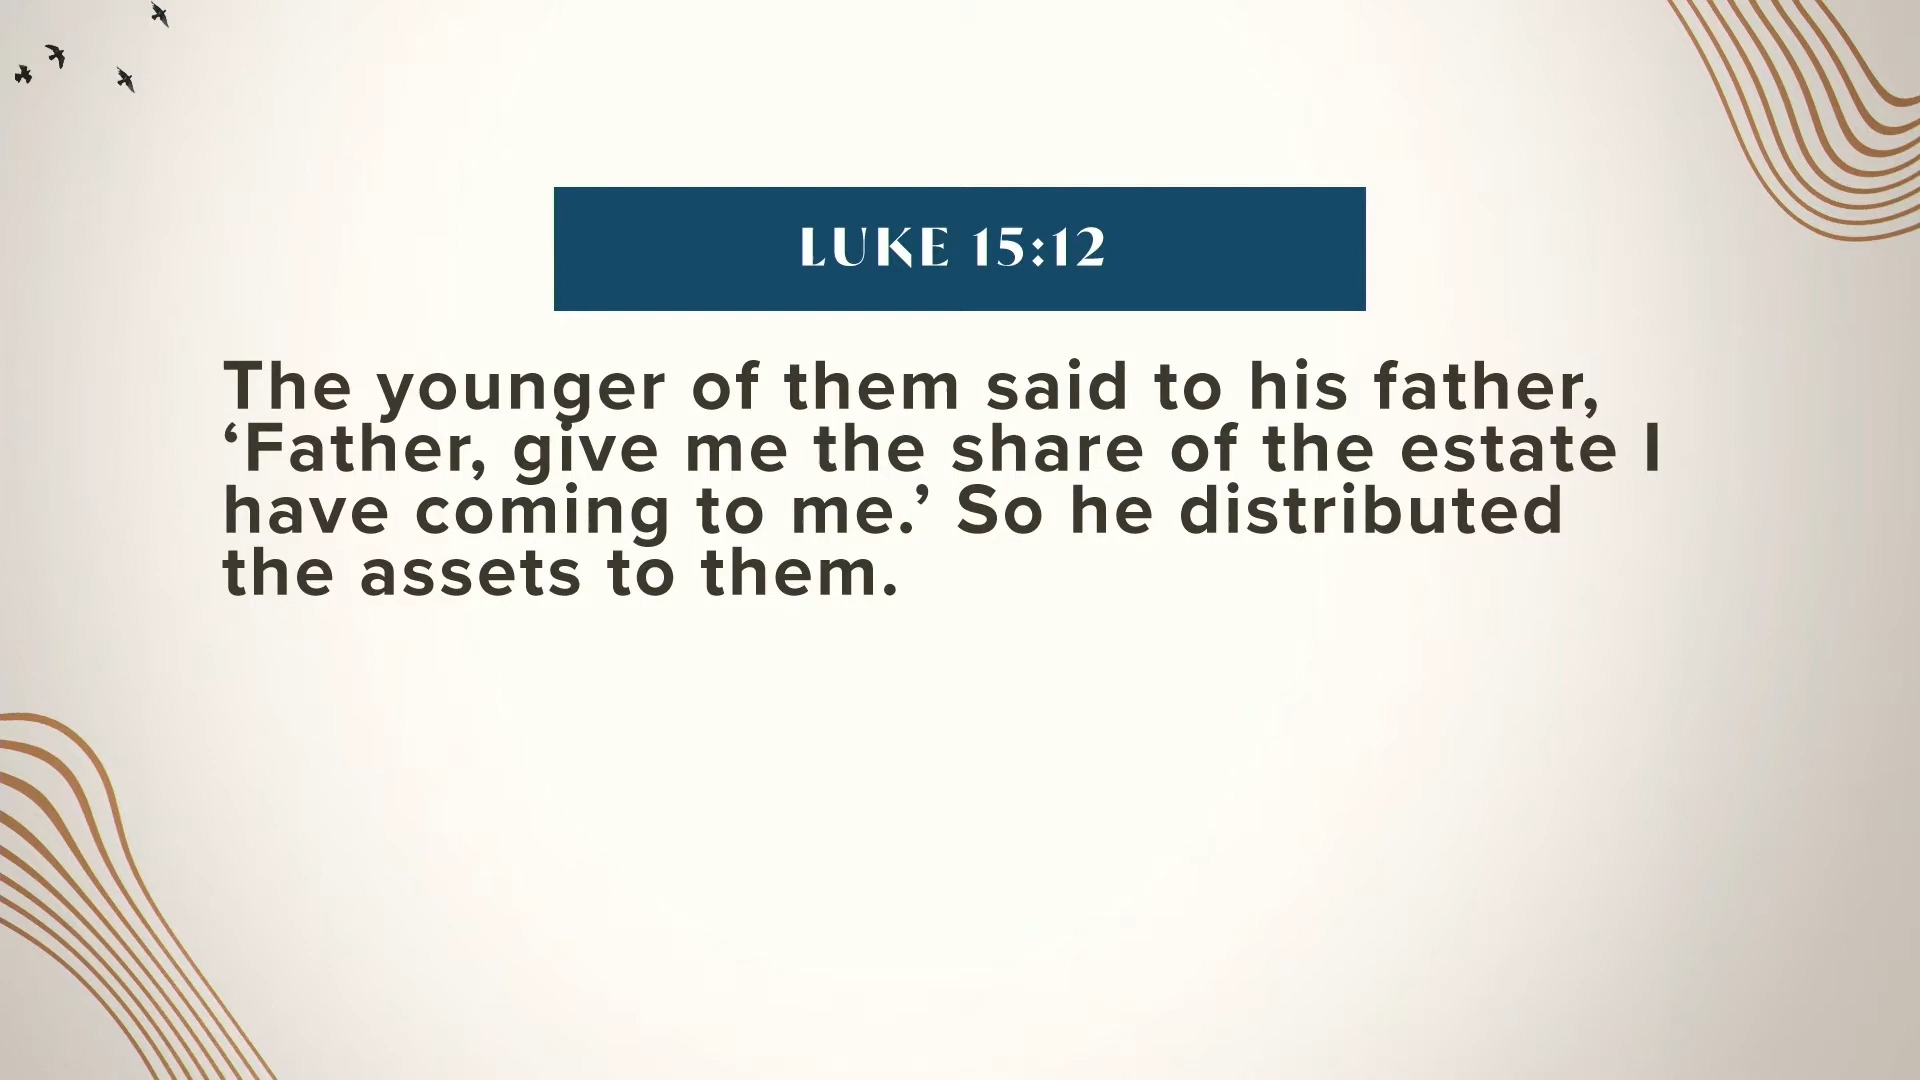 LUKE 15:12
The younger of them said to his father,
‘Father, give me the share of the estate I
have coming to me.’ So he distributed
the assets to them.